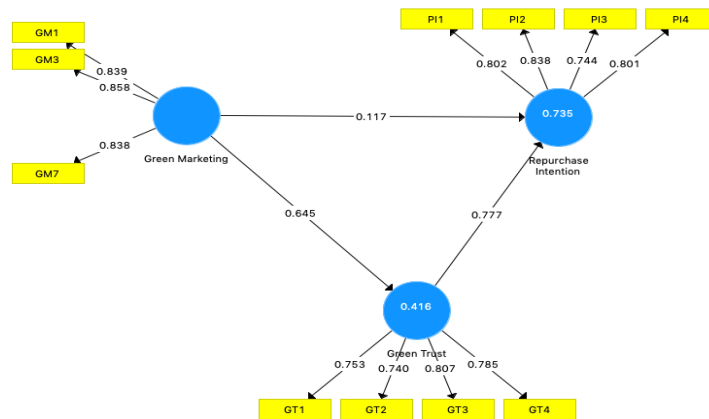 PI1 PI2 PI3 PI4
GM1
GM3
0.839
0.858
0.802 0.838 0.744 0.801
0.117
0.735
0.838
Green Marketing
Repurchase
Intention
GM7
0.645
0.777
0.416
Green Trust
0.753 0.740 0.807 0.785
GT1 GT2 GT3 GT4